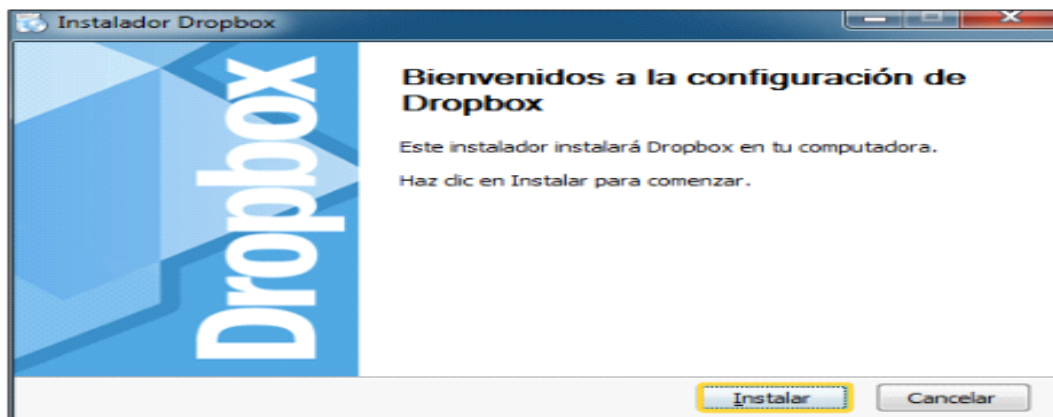 Instalador Dropbox
Dropbox
Bienvenidos a la configuración de
Dropbox
Este instalador instalará Dropbox en tu computadora.
Haz clic en Instalar para comenzar.
Instalar
Cancelar